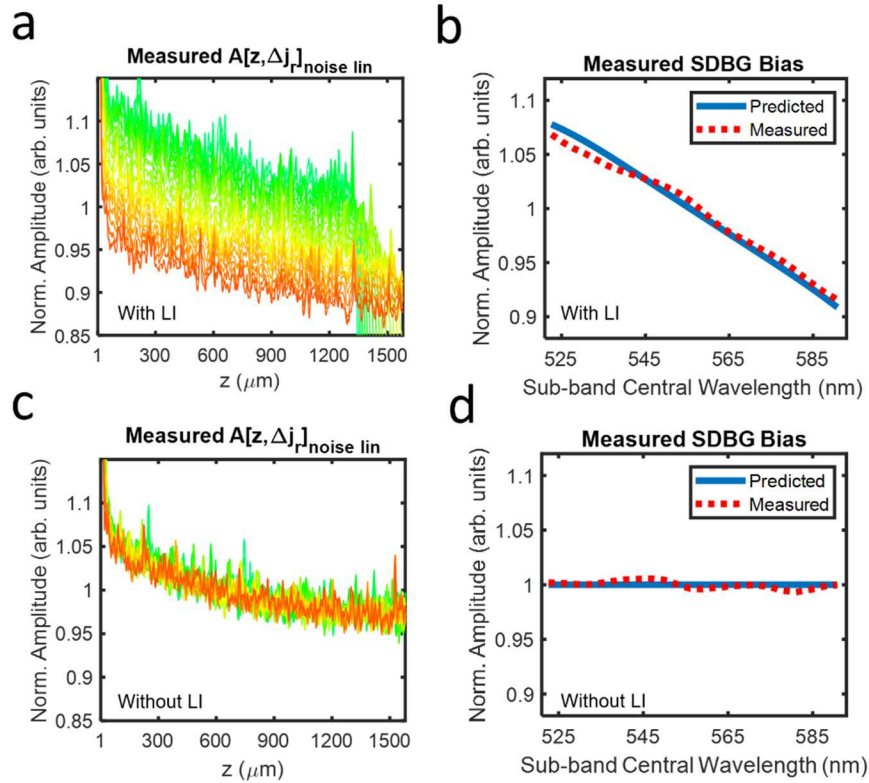 a
Measured A[z,Δj_r]_noise lin
Norm. Amplitude (arb. units)
1.1
1.05
1
0.95
0.9
0.85
With LI
1 300 600 900 1200 1500
z (μm)
b
Measured SDBG Bias
Norm. Amplitude (arb. units)
1.1
1.05
1
0.95
0.9
Predicted
Measured
With LI
525 545 565 585
Sub-band Central Wavelength (nm)
c
Measured A[z,Δj_r]_noise lin
Norm. Amplitude (arb. units)
1.1
1.05
1
0.95
0.9
0.85
Without LI
1 300 600 900 1200 1500
z (μm)
d
Measured SDBG Bias
Norm. Amplitude (arb. units)
1.1
1.05
1
0.95
0.9
Predicted
Measured
Without LI
525 545 565 585
Sub-band Central Wavelength (nm)